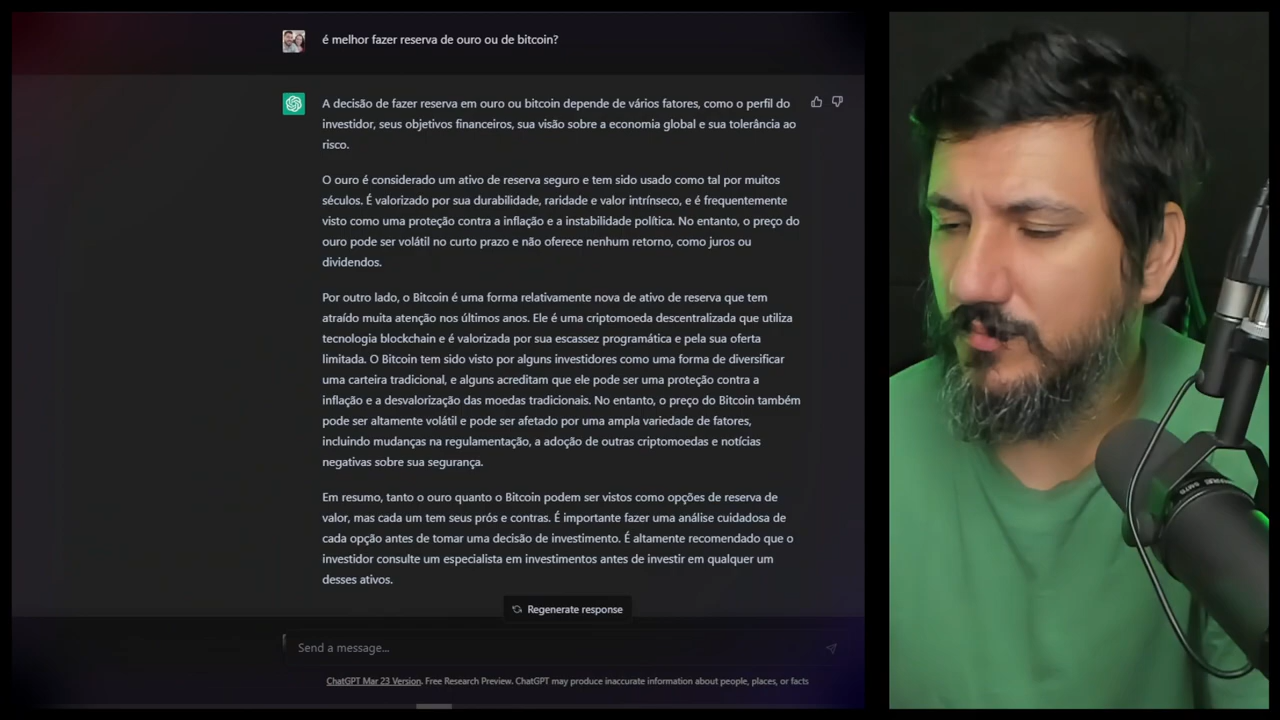 é melhor fazer reserva de ouro ou de bitcoin?
A decisão de fazer reserva em ouro ou bitcoin depende de vários fatores, como o perfil do
investidor, seus objetivos financeiros, sua visão sobre a economia global e sua tolerância ao
risco.
O ouro é considerado um ativo de reserva seguro e tem sido usado como tal por muitos
séculos. É valorizado por sua durabilidade, raridade e valor intrínseco, e é frequentemente
visto como uma proteção contra a inflação e a instabilidade política. No entanto, o preço do
ouro pode ser volátil no curto prazo e não oferece nenhum retorno, como juros ou
dividendos.
Por outro lado, o Bitcoin é uma forma relativamente nova de ativo de reserva que tem
atraído muita atenção nos últimos anos. Ele é uma criptomoeda descentralizada que utiliza
tecnologia blockchain e é valorizada por sua escassez programática e pela sua oferta
limitada. O Bitcoin tem sido visto por alguns investidores como uma forma de diversificar
uma carteira tradicional, e alguns acreditam que ele pode ser uma proteção contra a
inflação e a desvalorização das moedas tradicionais. No entanto, o preço do Bitcoin também
pode ser altamente volátil e pode ser afetado por uma ampla variedade de fatores,
incluindo mudanças na regulamentação, a adoção de outras criptomoedas e notícias
negativas sobre sua segurança.
Em resumo, tanto o ouro quanto o Bitcoin podem ser vistos como opções de reserva de
valor, mas cada um tem seus prós e contras. É importante fazer uma análise cuidadosa de
cada opção antes de tomar uma decisão de investimento. É altamente recomendado que o
investidor consulte um especialista em investimentos antes de investir em qualquer um
desses ativos.
Regenerate response
Send a message...
ChatGPT Mar 23 Version. Free Research Preview. ChatGPT may produce inaccurate information about people, places, or facts